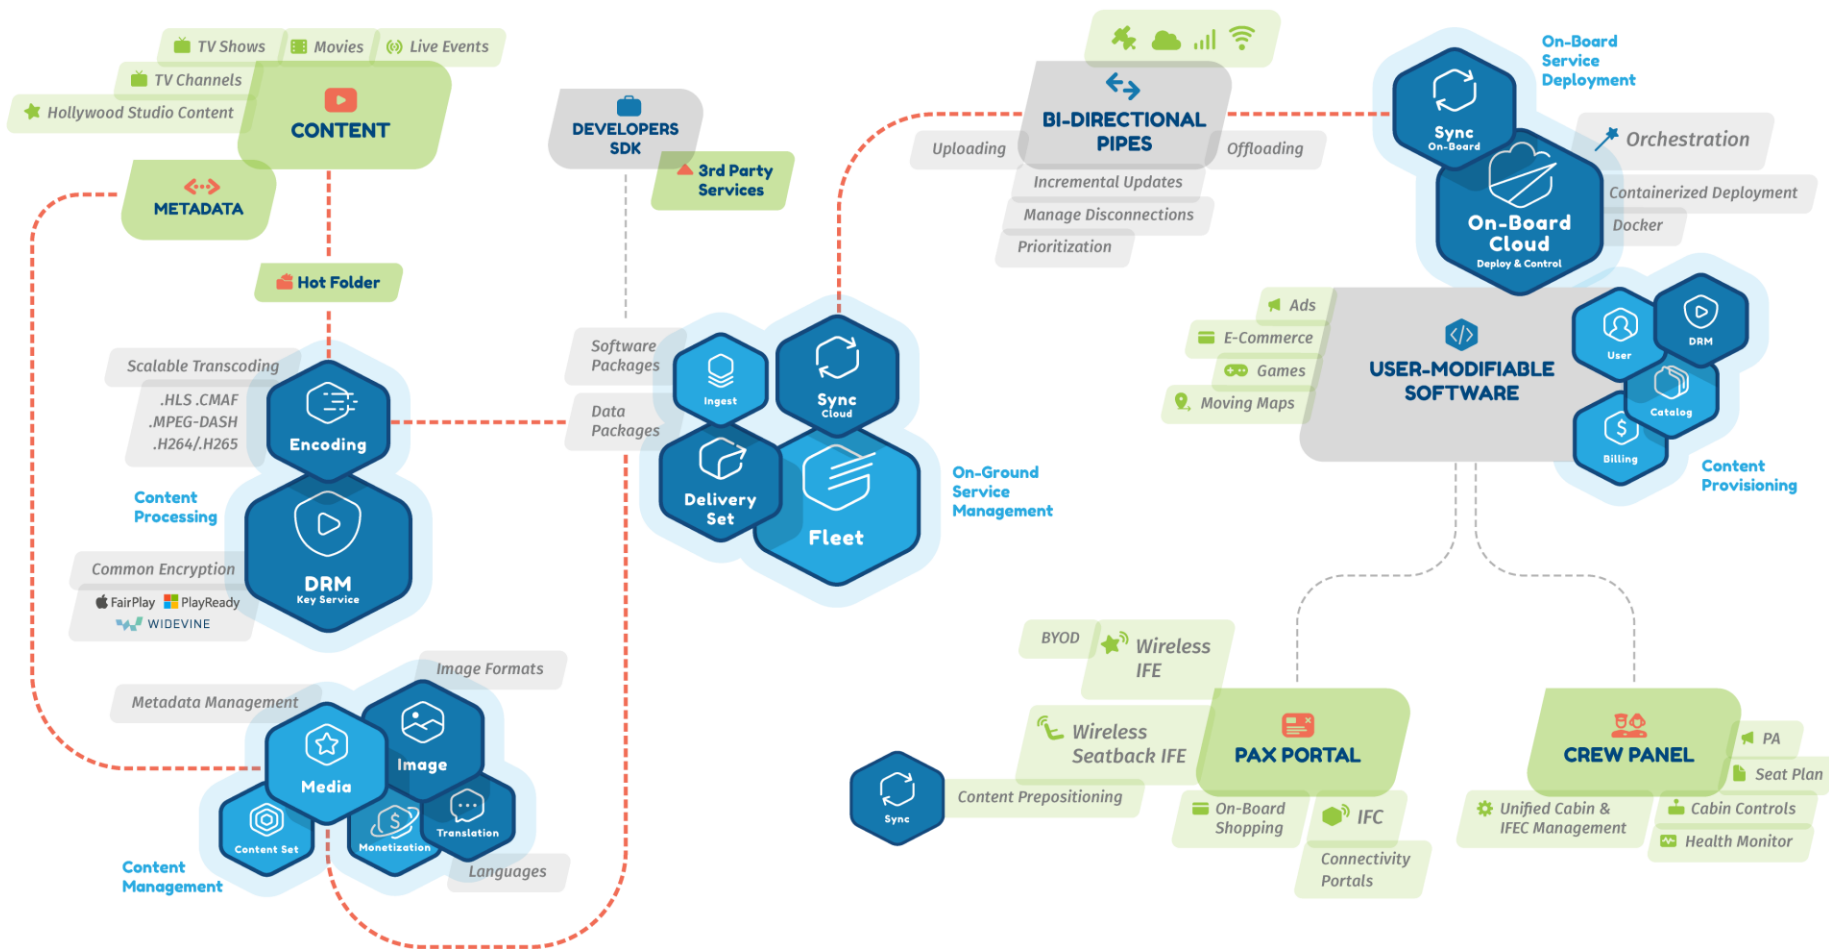 TV Shows
Movies
Live Events
TV Channels
Hollywood Studio Content
CONTENT
METADATA
Hot Folder
DEVELOPERS
SDK
3rd Party
Services
Scalable Transcoding
.HLS .CMAF
.MPEG-DASH
.H264/.H265
Encoding
Content
Processing
DRM
Key Service
Common Encryption
FairPlay
PlayReady
WIDEVINE
Image Formats
Metadata Management
Media
Image
Content Set
Monetization
Translation
Languages
Content
Management
Software
Packages
Data
Packages
Ingest
Sync
Cloud
Delivery
Set
Fleet
On-Ground
Service
Management
BI-DIRECTIONAL
PIPES
Uploading
Offloading
Incremental Updates
Manage Disconnections
Prioritization
On-Board
Service
Deployment
Sync
On-Board
On-Board
Cloud
Deploy & Control
Orchestration
Containerized Deployment
Docker
Ads
E-Commerce
Games
Moving Maps
USER-MODIFIABLE
SOFTWARE
User
DRM
Catalog
Billing
Content
Provisioning
BYOD
Wireless
IFE
Wireless
Seatback IFE
Sync
Content Prepositioning
PAX PORTAL
On-Board
Shopping
IFC
Connectivity
Portals
CREW PANEL
PA
Seat Plan
Unified Cabin &
IFEC Management
Cabin Controls
Health Monitor